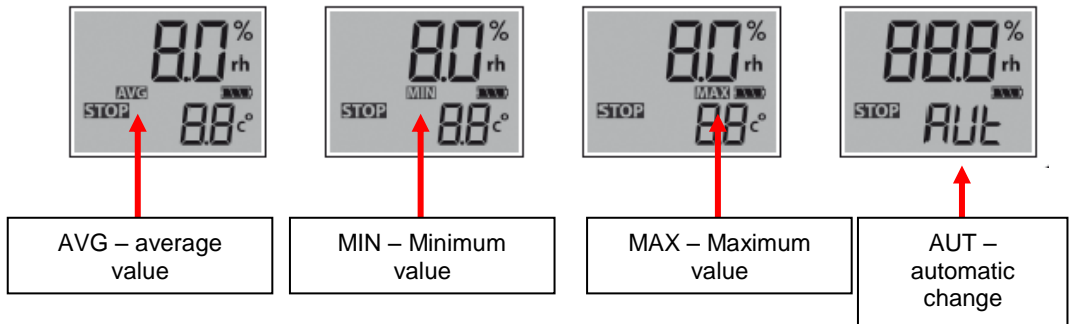 8.0 % rh
AVG
STOP
8.8 c°
8.0 % rh
MIN
STOP
8.8 c°
8.0 % rh
MAX
STOP
8.8 c°
88.8 % rh
STOP
AUt
AVG – average
value
MIN – Minimum
value
MAX – Maximum
value
AUT –
automatic
change